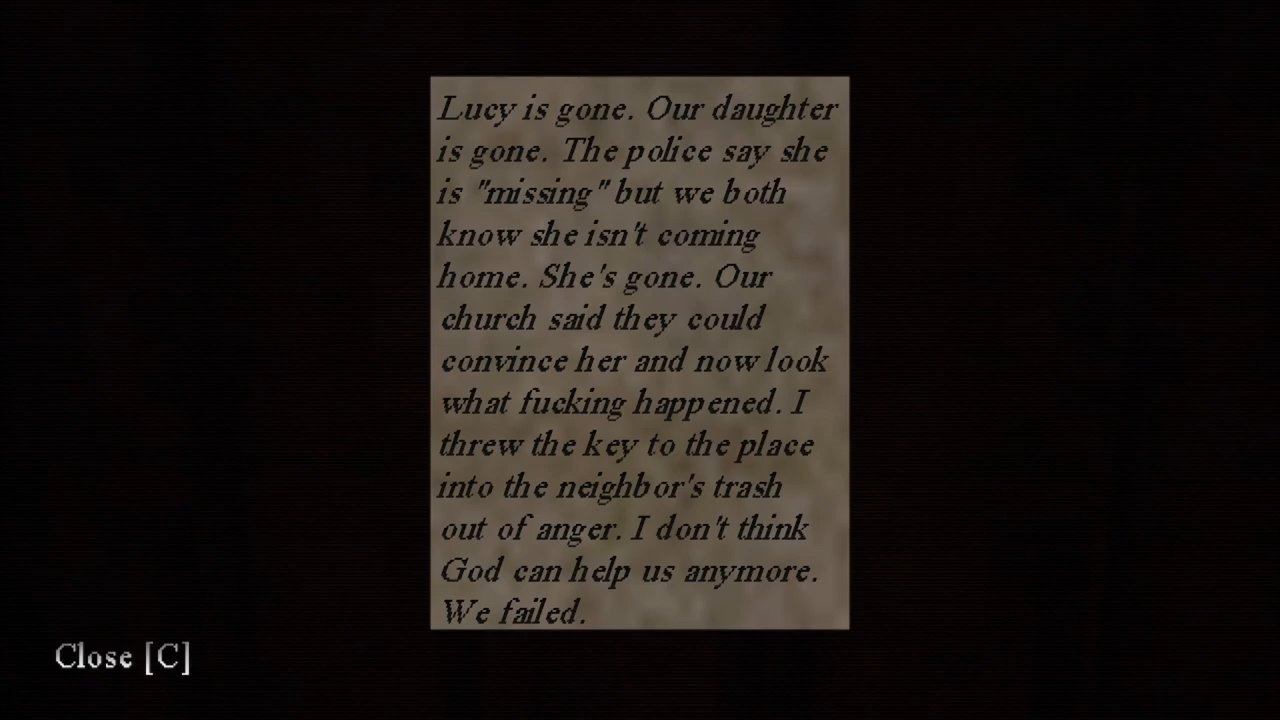 Lucy is gone. Our daughter
is gone. The police say she
is "missing" but we both
know she isn't coming
home. She's gone. Our
church said they could
convince her and now look
what fucking happened. I
threw the key to the place
into the neighbor's trash
out of anger. I don't think
God can help us anymore.
We failed.
Close [C]